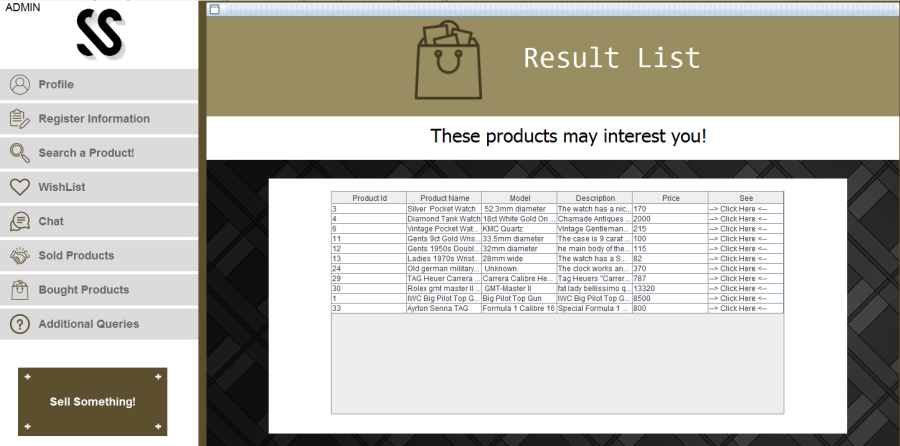 ADMIN
SS
Profile
Register Information
Search a Product!
WishList
Chat
Sold Products
Bought Products
Additional Queries
Sell Something!
Result List
These products may interest you!
Product Id Product Name Model Description Price See
3 Silver Pocket Watch 52.3mm diameter The watch has a nic... 170 --> Click Here <--
4 Diamond Tank Watch 18ct White Gold On ... Chamade Antiques ... 2000 --> Click Here <--
6 Vintage Pocket Wat... KMC Quartz Vintage Gentleman... 215 --> Click Here <--
11 Gents 9ct Gold Wris... 33.5mm diameter The case is 9 carat ... 100 --> Click Here <--
12 Gents 1950s Doubl... 32mm diameter he main body of the... 115 --> Click Here <--
13 Ladies 1970s Wrist... 28mm wide The watch has a S... 82 --> Click Here <--
24 Old german military... Unknown The clock works an... 370 --> Click Here <--
29 TAG Heuer Carrera ... Carrera Calibre He... Tag Heuers "Carrer... 787 --> Click Here <--
30 Rolex gmt master II ... GMT-Master II fat lady bellissimo q... 13320 --> Click Here <--
1 IWC Big Pilot Top G... Big Pilot Top Gun IWC Big Pilot Top G... 8500 --> Click Here <--
33 Ayrton Senna TAG Formula 1 Calibre 16 Special Formula 1 ... 800 --> Click Here <--